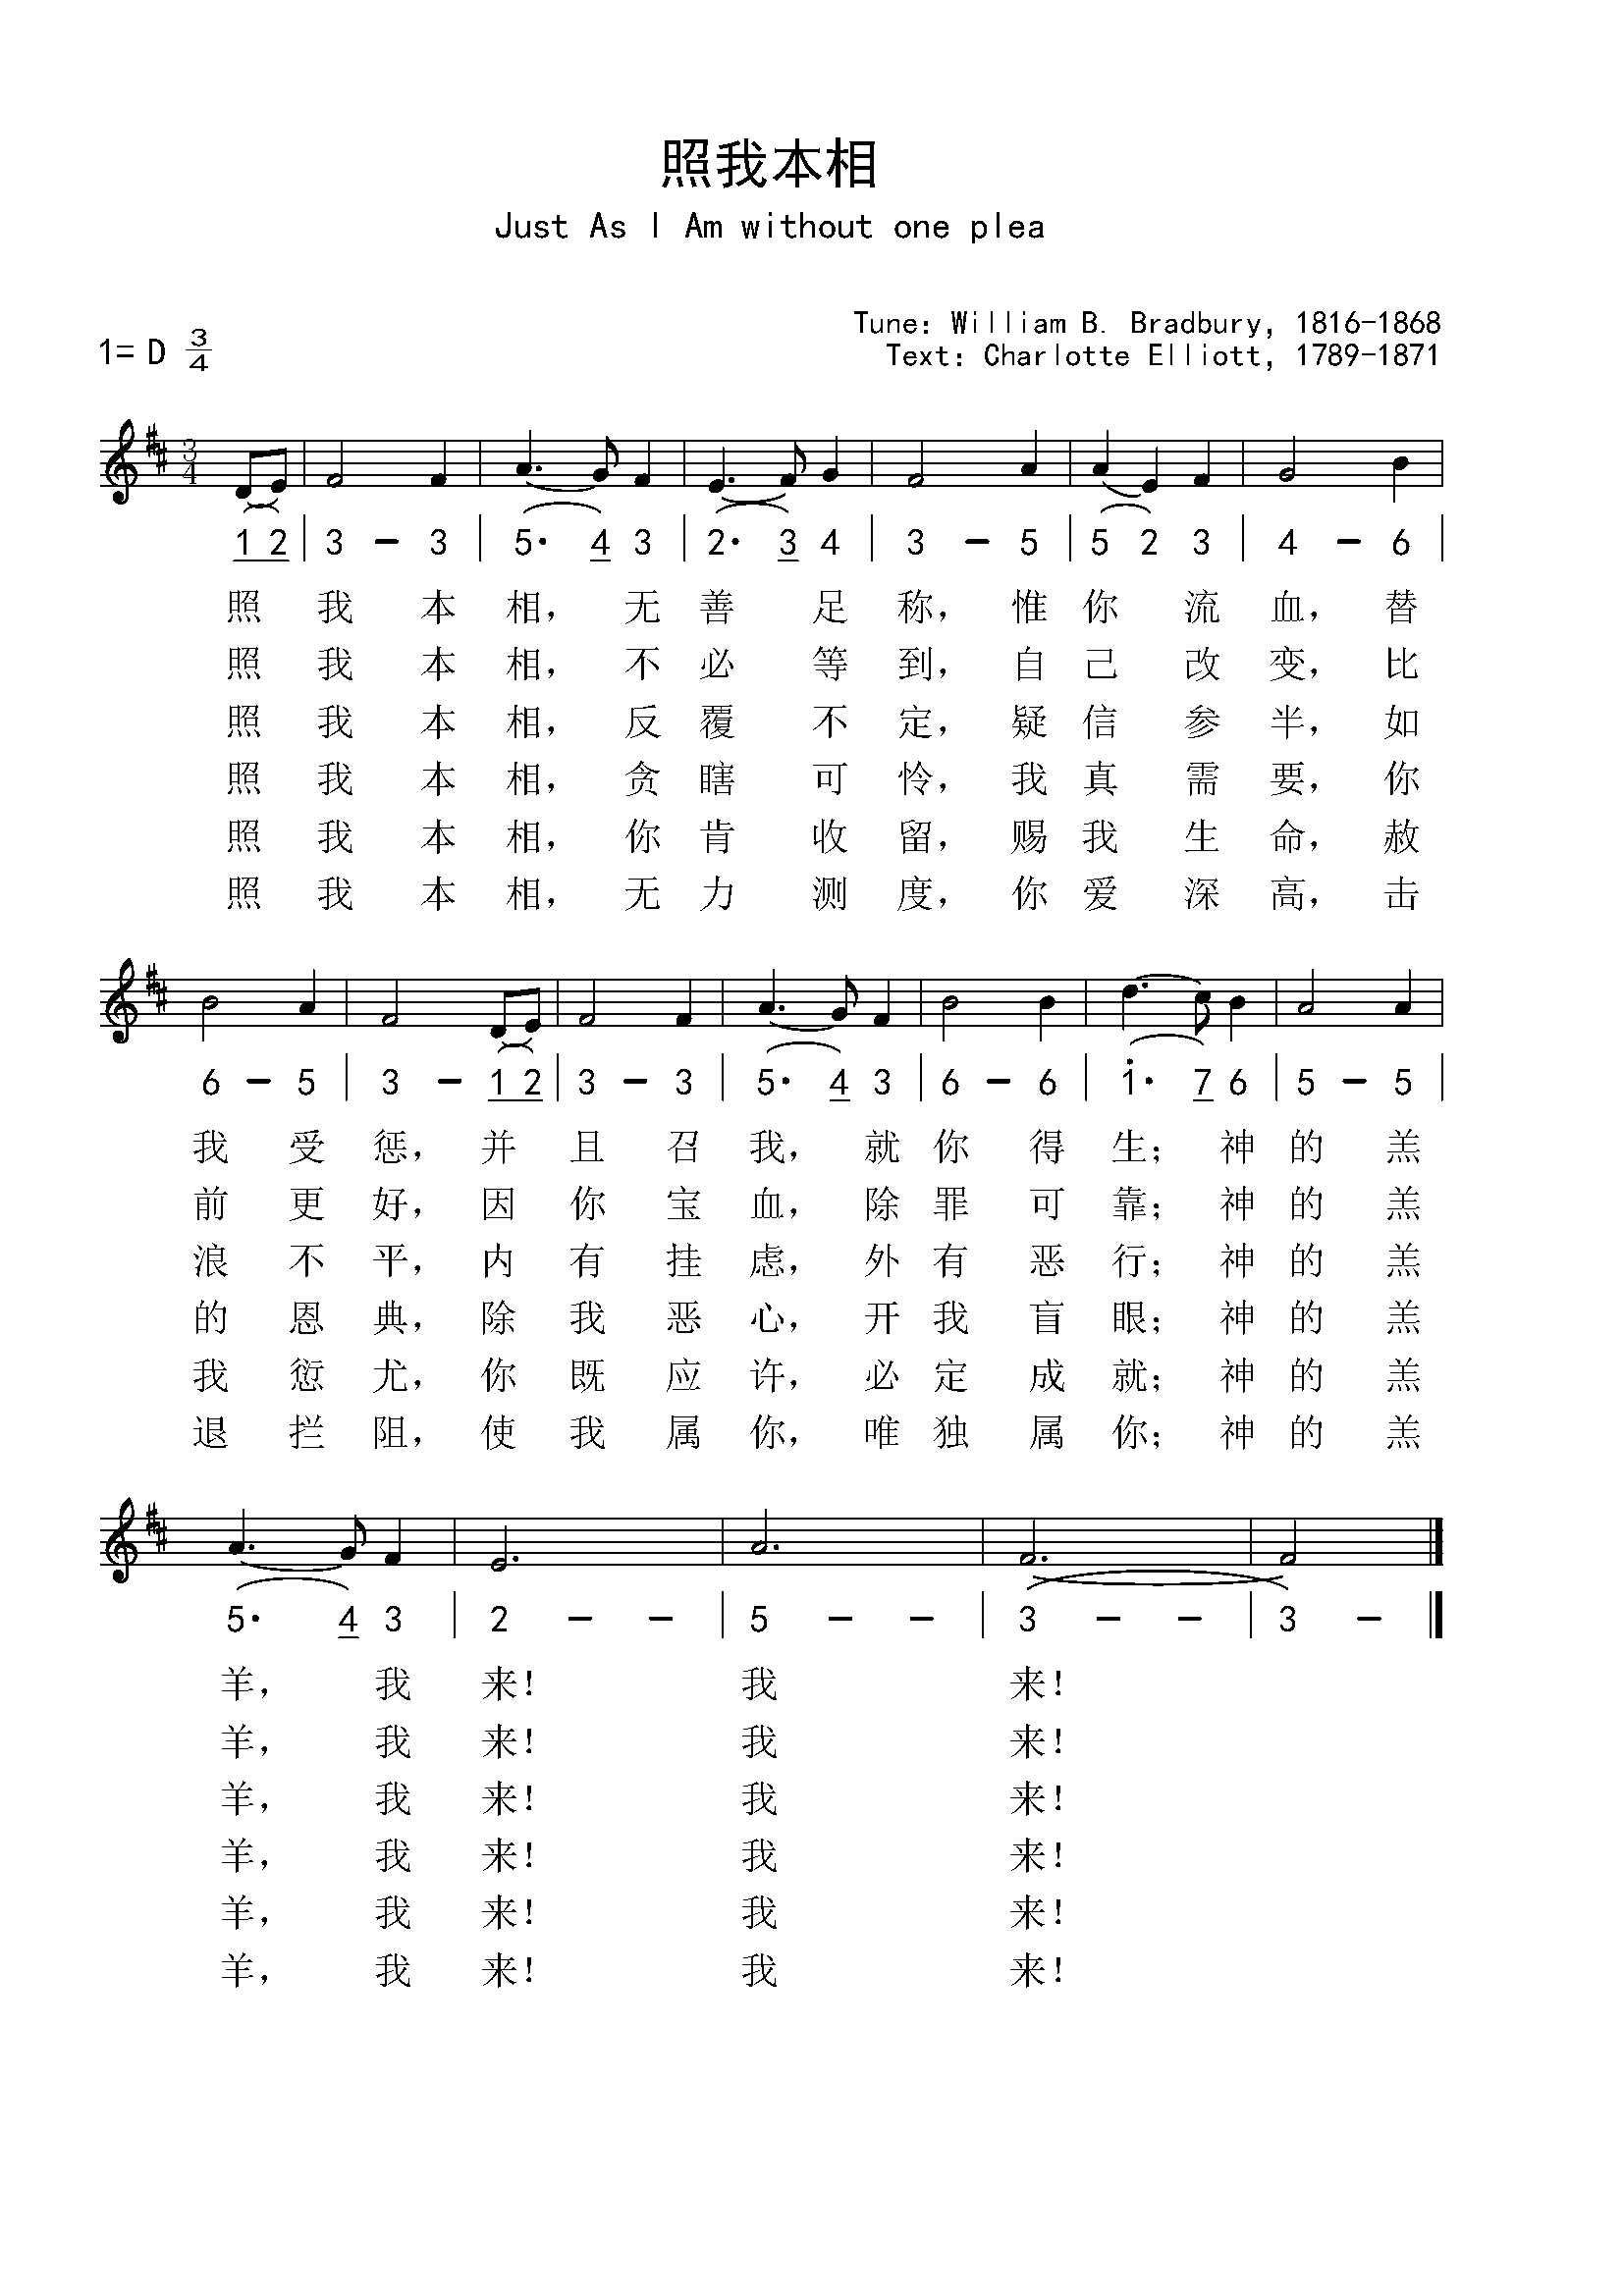 照我本相
Just As I Am without one plea
Tune: William B. Bradbury, 1816-1868
1= D 3/4
Text: Charlotte Elliott, 1789-1871
3
4
1 2 | 3 - 3 | 5· 4 3 | 2· 3 4 | 3 - 5 | 5 2 3 | 4 - 6 |
照 我 本 相, 无 善 足 称, 惟 你 流 血, 替
照 我 本 相, 不 必 等 到, 自 己 改 变, 比
照 我 本 相, 反 覆 不 定, 疑 信 参 半, 如
照 我 本 相, 贪 瞎 可 怜, 我 真 需 要, 你
照 我 本 相, 你 肯 收 留, 赐 我 生 命, 赦
照 我 本 相, 无 力 测 度, 你 爱 深 高, 击
6 - 5 | 3 - 1 2 | 3 - 3 | 5· 4 3 | 6 - 6 | 1̇· 7 6 | 5 - 5 |
我 受 惩, 并 且 召 我, 就 你 得 生; 神 的 羔
前 更 好, 因 你 宝 血, 除 罪 可 靠; 神 的 羔
浪 不 平, 内 有 挂 虑, 外 有 恶 行; 神 的 羔
的 恩 典, 除 我 恶 心, 开 我 盲 眼; 神 的 羔
我 愆 尤, 你 既 应 许, 必 定 成 就; 神 的 羔
退 拦 阻, 使 我 属 你, 唯 独 属 你; 神 的 羔
5· 4 3 | 2 - - | 5 - - | 3 - - | 3 - |
羊, 我 来! 我 来!
羊, 我 来! 我 来!
羊, 我 来! 我 来!
羊, 我 来! 我 来!
羊, 我 来! 我 来!
羊, 我 来! 我 来!